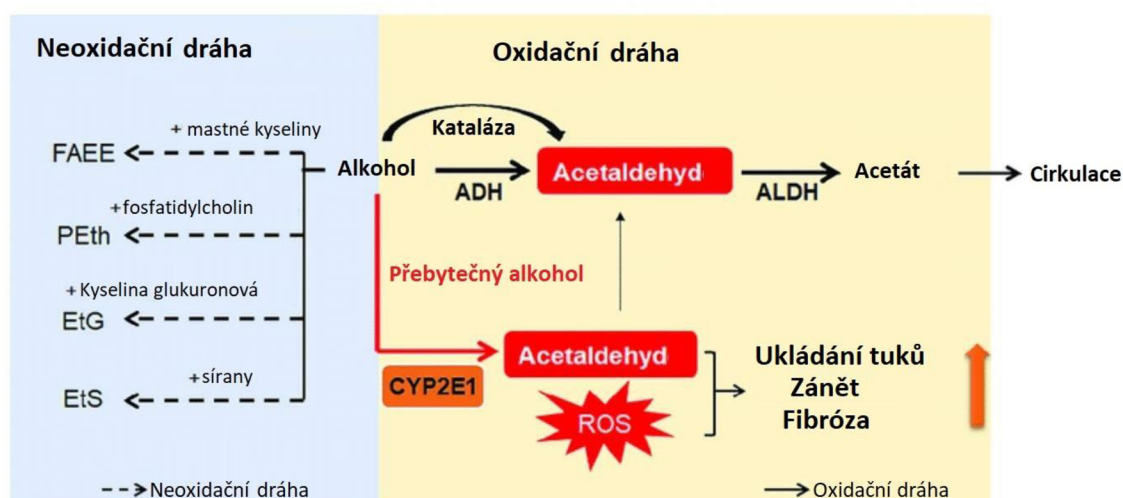 Neoxidační dráha
Oxidační dráha
+ mastné kyseliny
FAEE
Alkohol
Kataláza
ADH
Acetaldehyd
ALDH
Acetát
Cirkulace
+fosfatidylcholin
PEth
Přebytečný alkohol
+Kyselina glukuronová
EtG
+sírany
EtS
CYP2E1
Acetaldehyd
ROS
Ukládání tuků
Zánět
Fibróza
Neoxidační dráha
Oxidační dráha